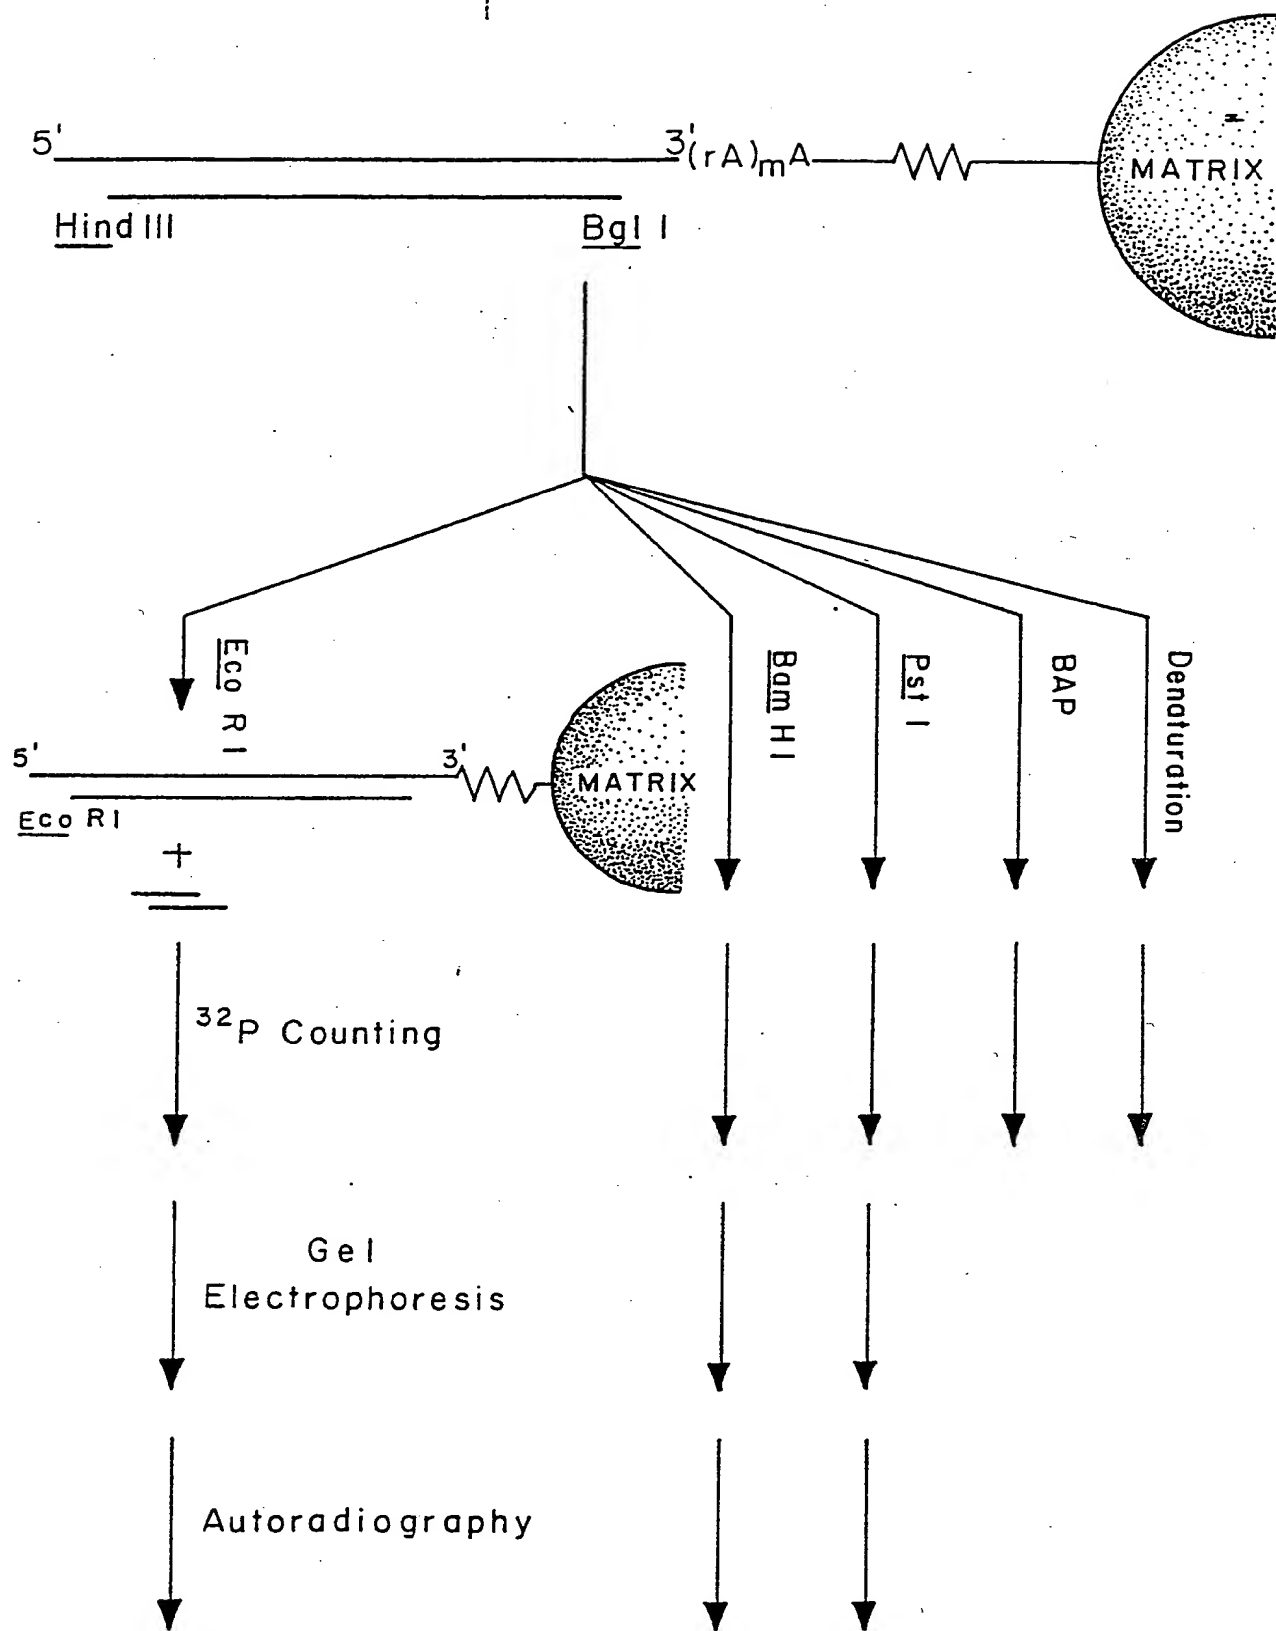 5' 3'(rA)mA MATRIX
Hind III Bgl I
Eco RI
Bam HI
Pst I
BAP
Denaturation
5' 3' MATRIX
Eco RI
+
32P Counting
Gel
Electrophoresis
Autoradiography